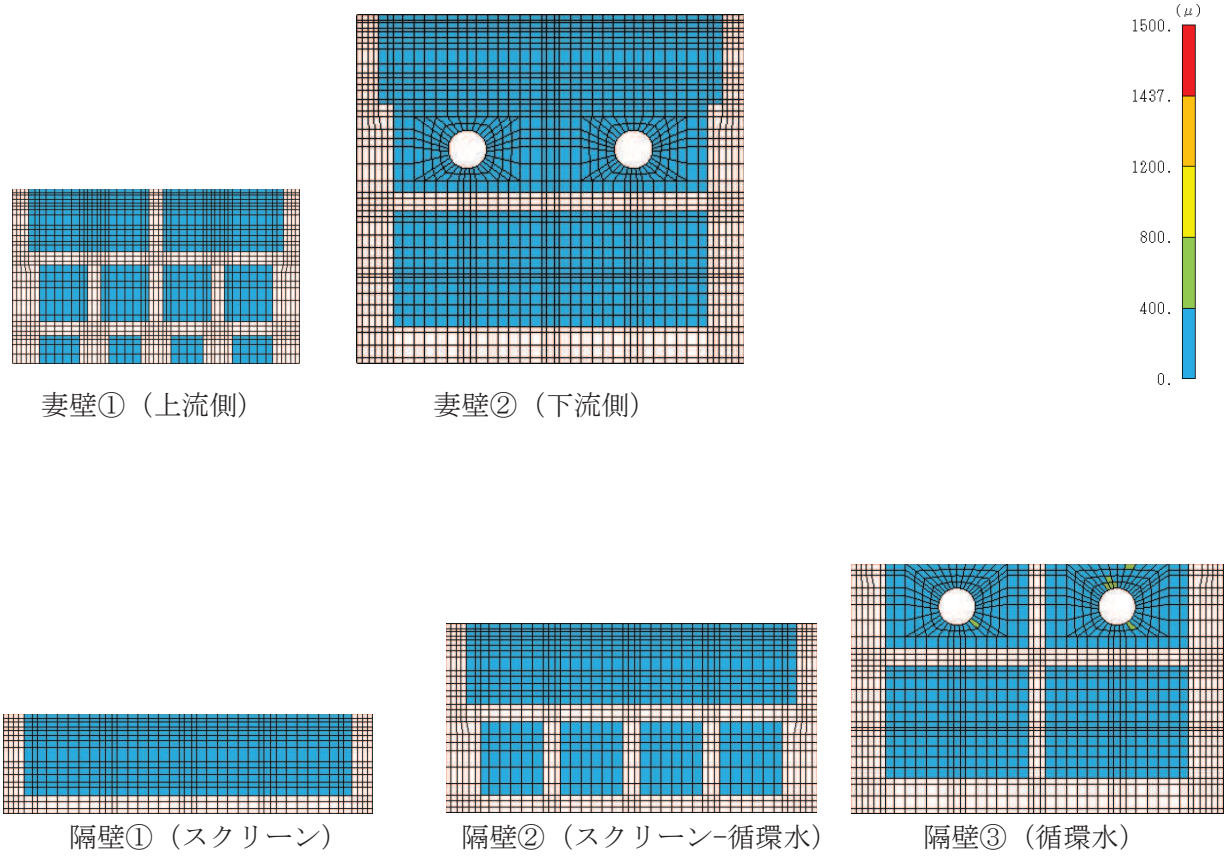 (μ)
1500.
1437.
1200.
800.
400.
0.
妻壁①（上流側）
妻壁②（下流側）
隔壁①（スクリーン）
隔壁②（スクリーン-循環水）
隔壁③（循環水）